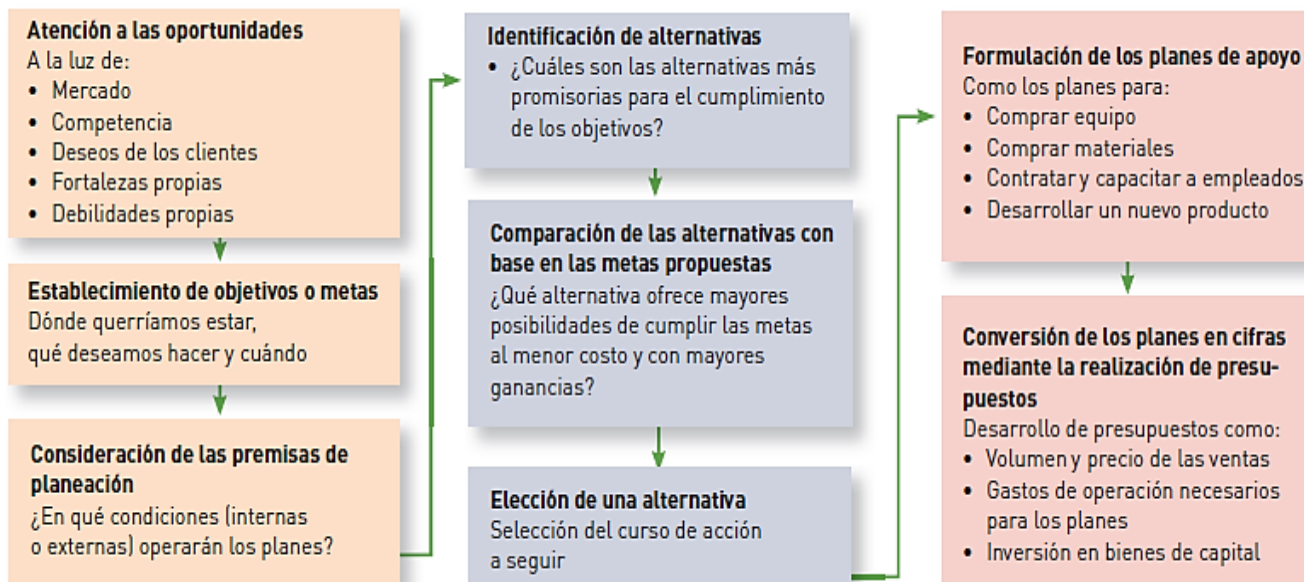 Atención a las oportunidades
A la luz de:
• Mercado
• Competencia
• Deseos de los clientes
• Fortalezas propias
• Debilidades propias
Establecimiento de objetivos o metas
Dónde querríamos estar,
qué deseamos hacer y cuándo
Consideración de las premisas de
planeación
¿En qué condiciones (internas
o externas) operarán los planes?
Identificación de alternativas
• ¿Cuáles son las alternativas más
promisorias para el cumplimiento
de los objetivos?
Comparación de las alternativas con
base en las metas propuestas
¿Qué alternativa ofrece mayores
posibilidades de cumplir las metas
al menor costo y con mayores
ganancias?
Elección de una alternativa
Selección del curso de acción
a seguir
Formulación de los planes de apoyo
Como los planes para:
• Comprar equipo
• Comprar materiales
• Contratar y capacitar a empleados
• Desarrollar un nuevo producto
Conversión de los planes en cifras
mediante la realización de presu-
puestos
Desarrollo de presupuestos como:
• Volumen y precio de las ventas
• Gastos de operación necesarios
para los planes
• Inversión en bienes de capital